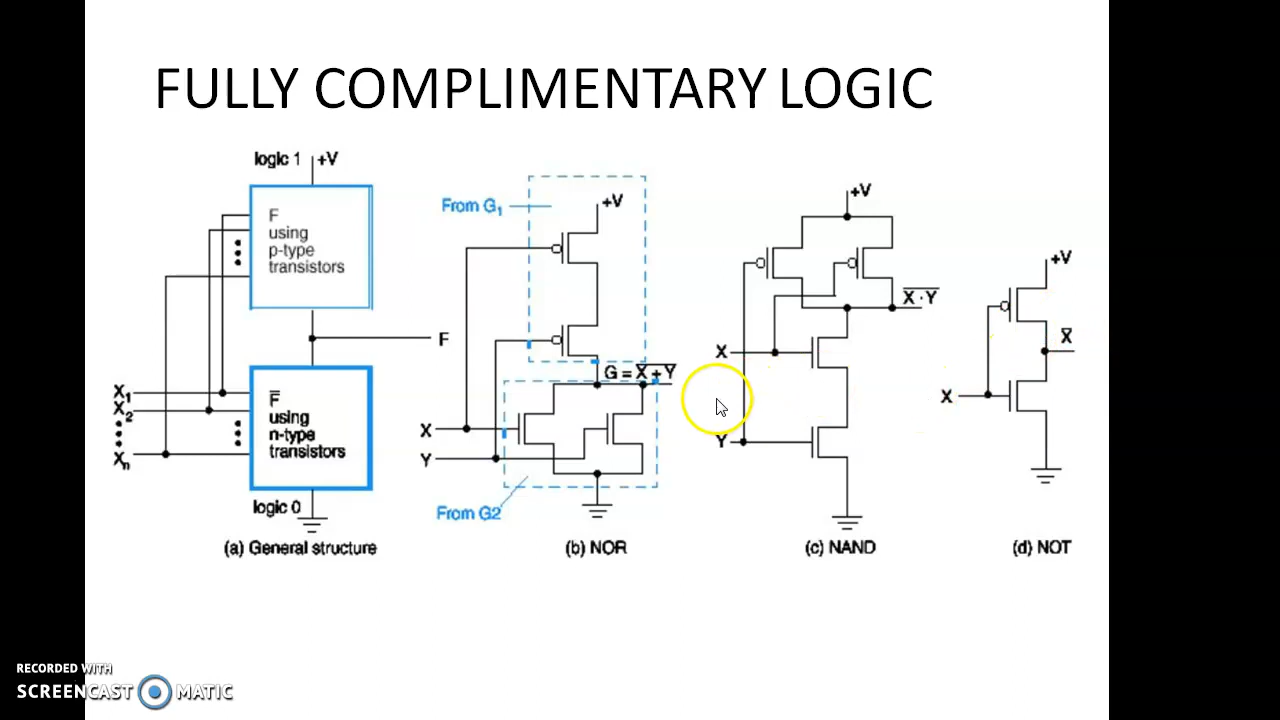 FULLY COMPLIMENTARY LOGIC
logic 1 +V
F
using
p-type
transistors
F
X₁
X₂
Xₙ
F̅
using
n-type
transistors
logic 0
(a) General structure
From G₁
+V
G = X̅ ̅+̅ ̅Y̅
X
Y
From G2
(b) NOR
+V
X̅ ̅·̅ ̅Y̅
X
Y
(c) NAND
+V
X̅
X
(d) NOT
RECORDED WITH
SCREENCAST MATIC